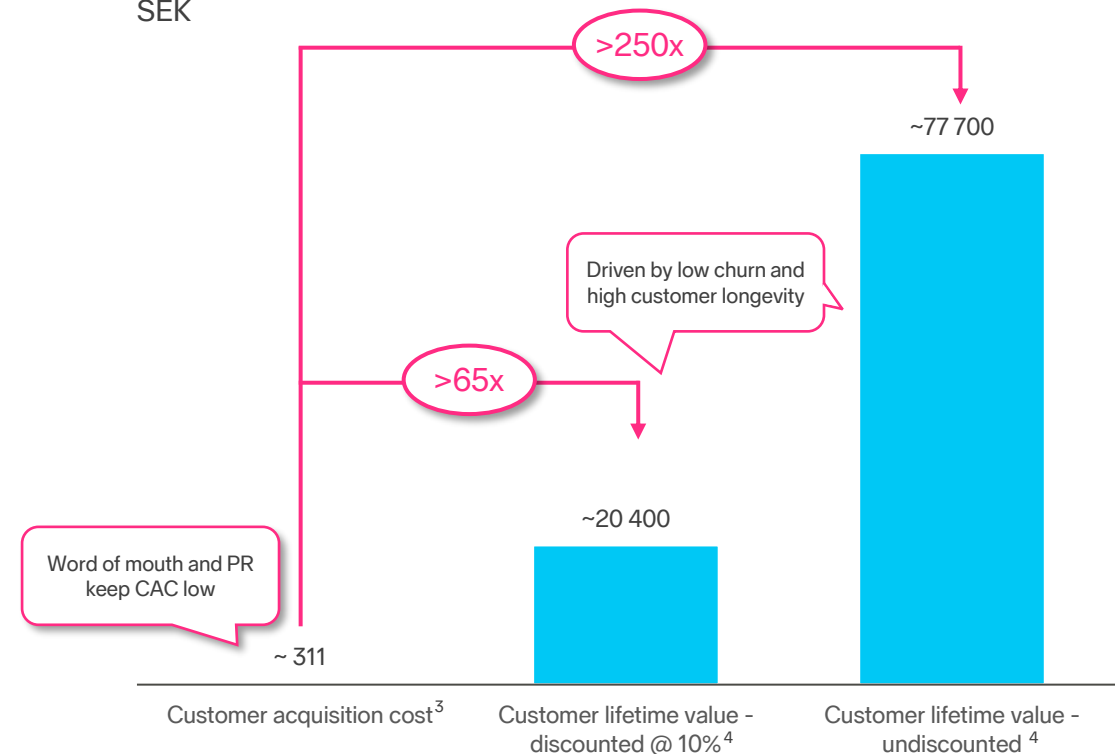 SEK
>250x
~77 700
Driven by low churn and
high customer longevity
>65x
~20 400
Word of mouth and PR
keep CAC low
~ 311
Customer acquisition cost3
Customer lifetime value -
discounted @ 10%4
Customer lifetime value -
undiscounted 4